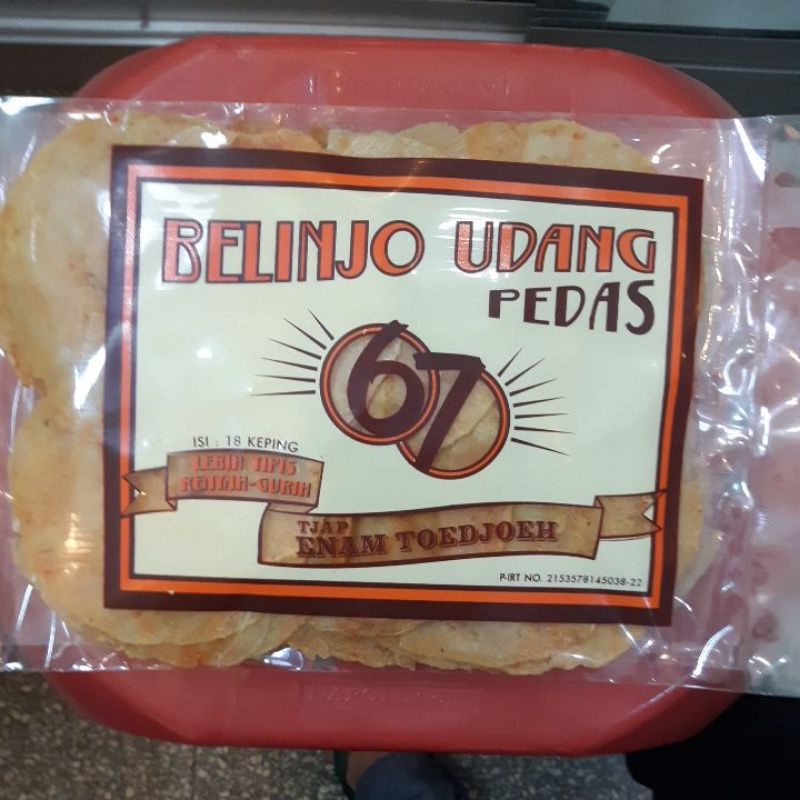 BELINJO UDANG
PEDAS
67
ISI : 18 KEPING
LEBIH TIPIS
RENYAH-GURIH
TJAP
ENAM TOEDJOEH
P-IRT NO. 2153578145038-22